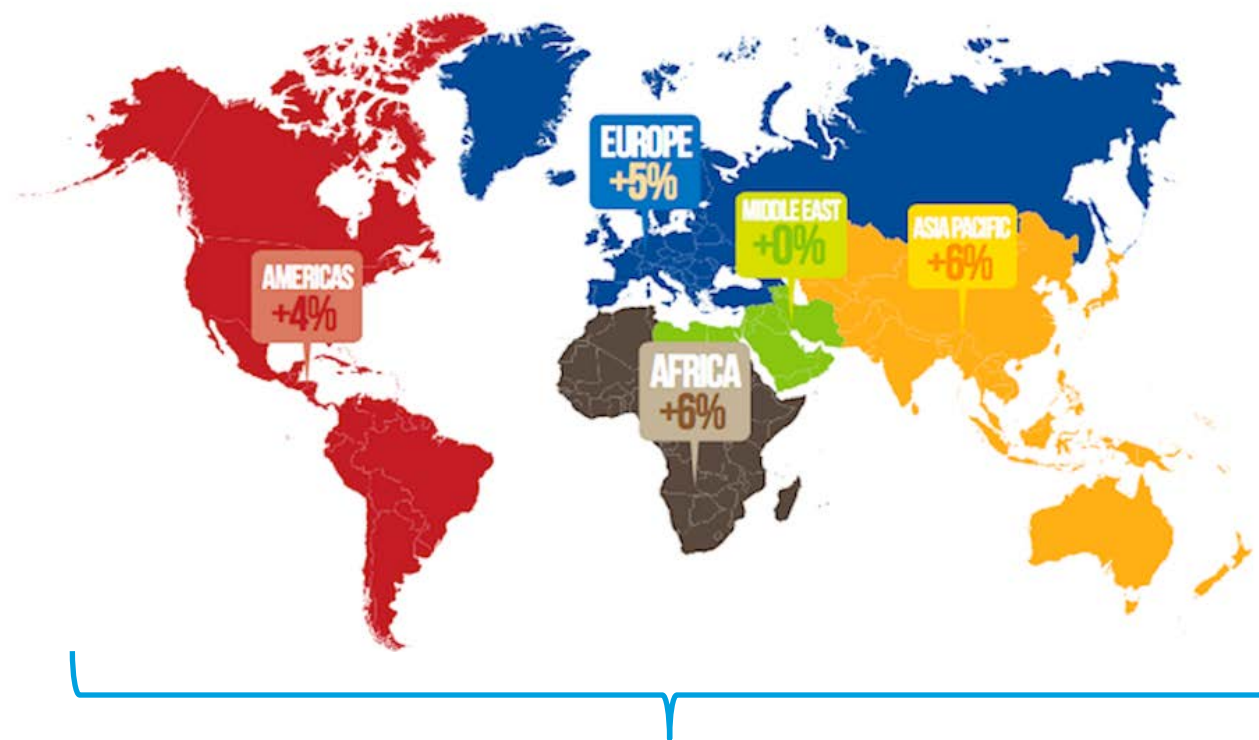 EUROPE
+5%
MIDDLE EAST
+0%
ASIA PACIFIC
+6%
AMERICAS
+4%
AFRICA
+6%